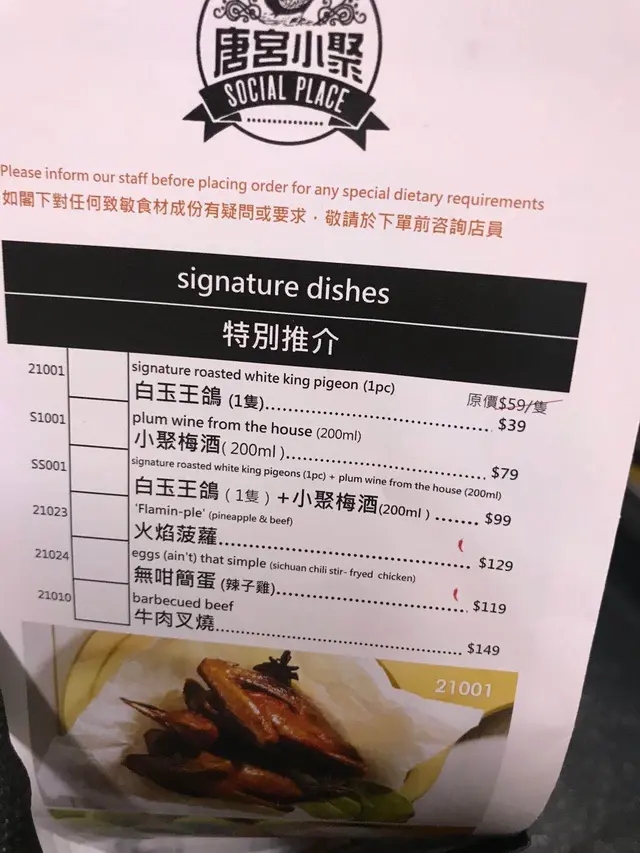 唐宮小聚
SOCIAL PLACE
Please inform our staff before placing order for any special dietary requirements
如閣下對任何致敏食材成份有疑問或要求，敬請於下單前咨詢店員
signature dishes
特別推介
21001 signature roasted white king pigeon (1pc)
白玉王鴿 (1隻)
原價$59/隻
$39
S1001 plum wine from the house (200ml)
小聚梅酒( 200ml ) $79
SS001 signature roasted white king pigeons (1pc) + plum wine from the house (200ml)
白玉王鴿 ( 1隻 ) +小聚梅酒(200ml ) $99
21023 'Flamin-ple' (pineapple & beef)
火焰菠蘿 $129
21024 eggs (ain't) that simple (sichuan chili stir- fryed chicken)
無咁簡蛋 (辣子雞) $119
21010 barbecued beef
牛肉叉燒 $149
21001